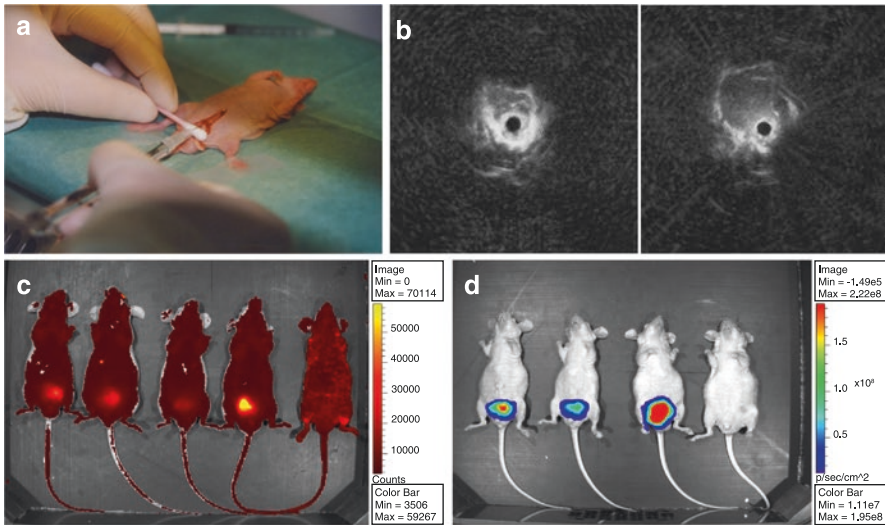 a
b
c
Image
Min = 0
Max = 70114
50000
40000
30000
20000
10000
Counts
Color Bar
Min = 3506
Max = 59267
d
Image
Min = -1.49e5
Max = 2.22e8
1.5
x10⁸
1.0
0.5
p/sec/cm^2
Color Bar
Min = 1.11e7
Max = 1.95e8